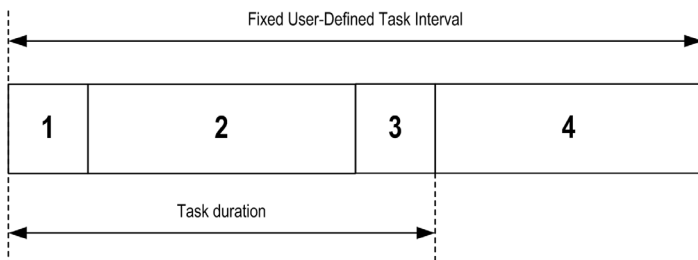 Fixed User-Defined Task Interval
1 2 3 4
Task duration